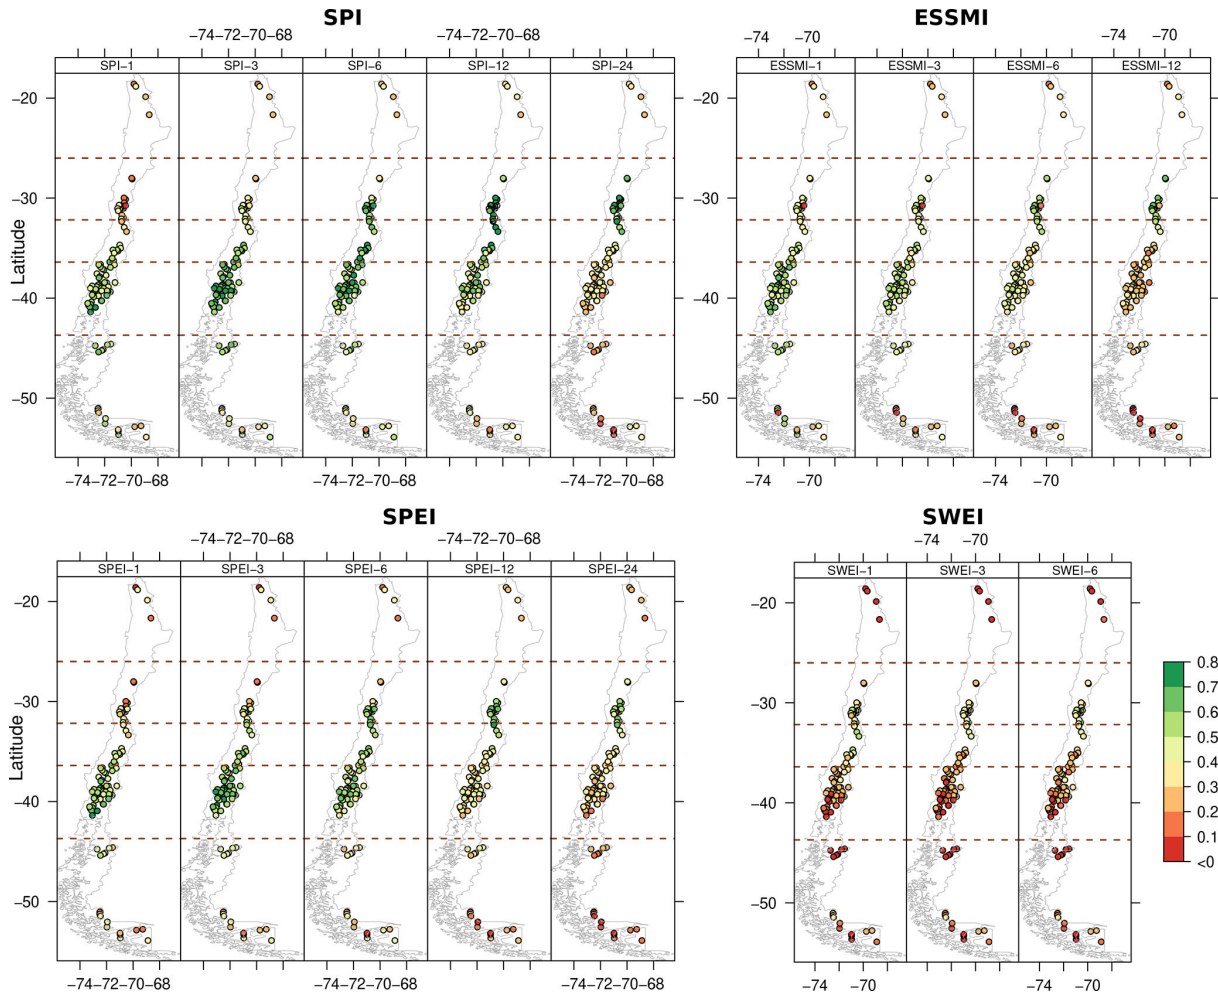 SPI
−74−72−70−68 −74−72−70−68
SPI−1 SPI−3 SPI−6 SPI−12 SPI−24
−20
−30
−40
−50
Latitude
−74−72−70−68 −74−72−70−68 −74−72−70−68
ESSMI
−74 −70 −74 −70
ESSMI−1 ESSMI−3 ESSMI−6 ESSMI−12
−20
−30
−40
−50
−74 −70 −74 −70
SPEI
−74−72−70−68 −74−72−70−68
SPEI−1 SPEI−3 SPEI−6 SPEI−12 SPEI−24
−20
−30
−40
−50
Latitude
−74−72−70−68 −74−72−70−68 −74−72−70−68
SWEI
−74 −70
SWEI−1 SWEI−3 SWEI−6
−20
−30
−40
−50
−74 −70 −74 −70
0.8
0.7
0.6
0.5
0.4
0.3
0.2
0.1
<0